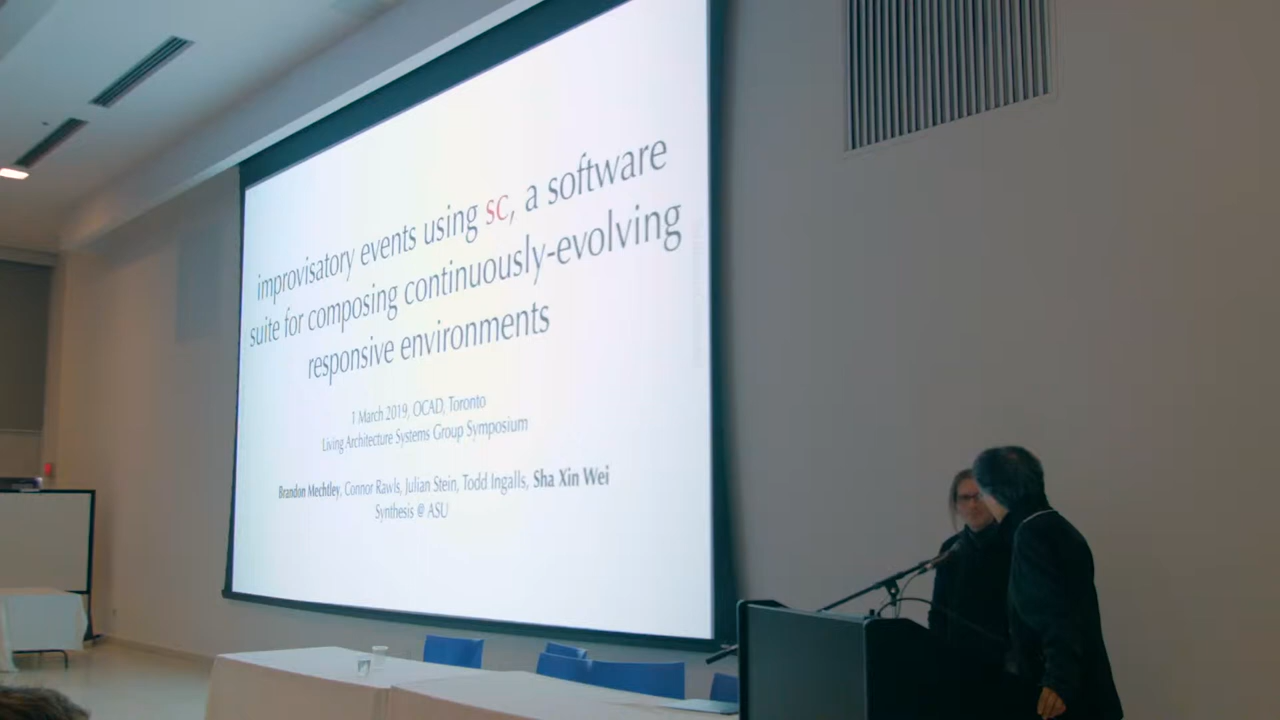 improvisatory events using sc, a software
suite for composing continuously-evolving
responsive environments
1 March 2019, OCAD, Toronto
Living Architecture Systems Group Symposium
Brandon Mechtley, Connor Rawls, Julian Stein, Todd Ingalls, Sha Xin Wei
Synthesis @ ASU